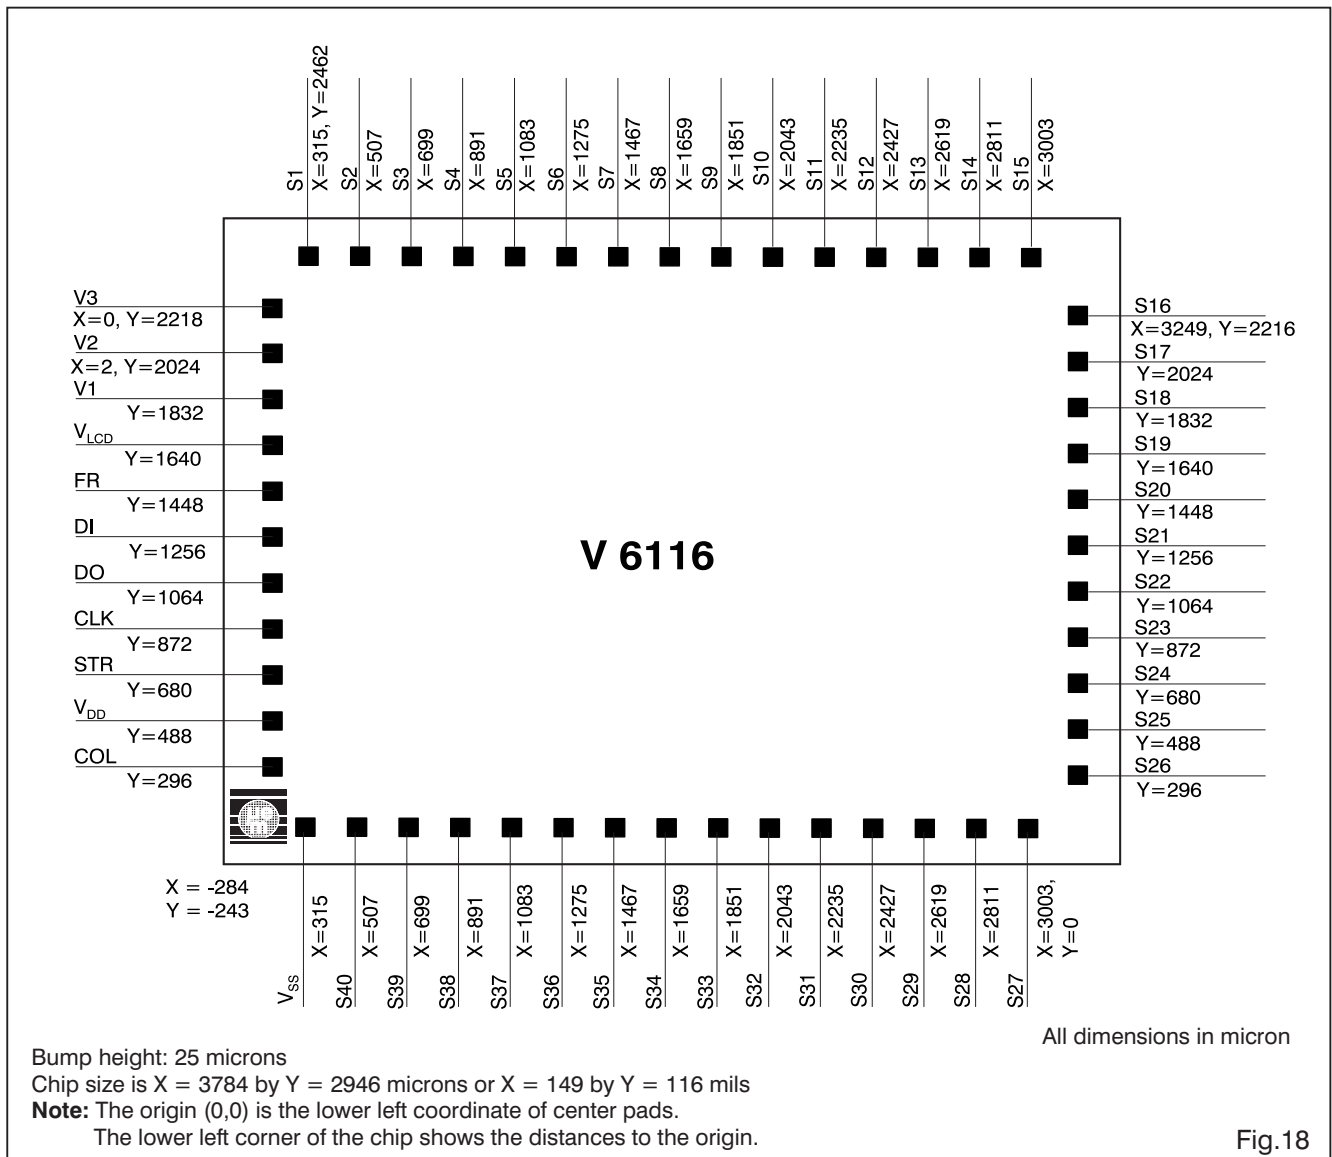 S1
X=315, Y=2462
S2
X=507
S3
X=699
S4
X=891
S5
X=1083
S6
X=1275
S7
X=1467
S8
X=1659
S9
X=1851
S10
X=2043
S11
X=2235
S12
X=2427
S13
X=2619
S14
X=2811
S15
X=3003
V3
X=0, Y=2218
V2
X=2, Y=2024
V1
Y=1832
VLCD
Y=1640
FR
Y=1448
DI
Y=1256
DO
Y=1064
CLK
Y=872
STR
Y=680
VDD
Y=488
COL
Y=296
V 6116
S16
X=3249, Y=2216
S17
Y=2024
S18
Y=1832
S19
Y=1640
S20
Y=1448
S21
Y=1256
S22
Y=1064
S23
Y=872
S24
Y=680
S25
Y=488
S26
Y=296
X = -284
Y = -243
VSS
X=315
S40
X=507
S39
X=699
S38
X=891
S37
X=1083
S36
X=1275
S35
X=1467
S34
X=1659
S33
X=1851
S32
X=2043
S31
X=2235
S30
X=2427
S29
X=2619
S28
X=2811
S27
X=3003,
Y=0
All dimensions in micron
Bump height: 25 microns
Chip size is X = 3784 by Y = 2946 microns or X = 149 by Y = 116 mils
Note: The origin (0,0) is the lower left coordinate of center pads.
The lower left corner of the chip shows the distances to the origin.
Fig.18